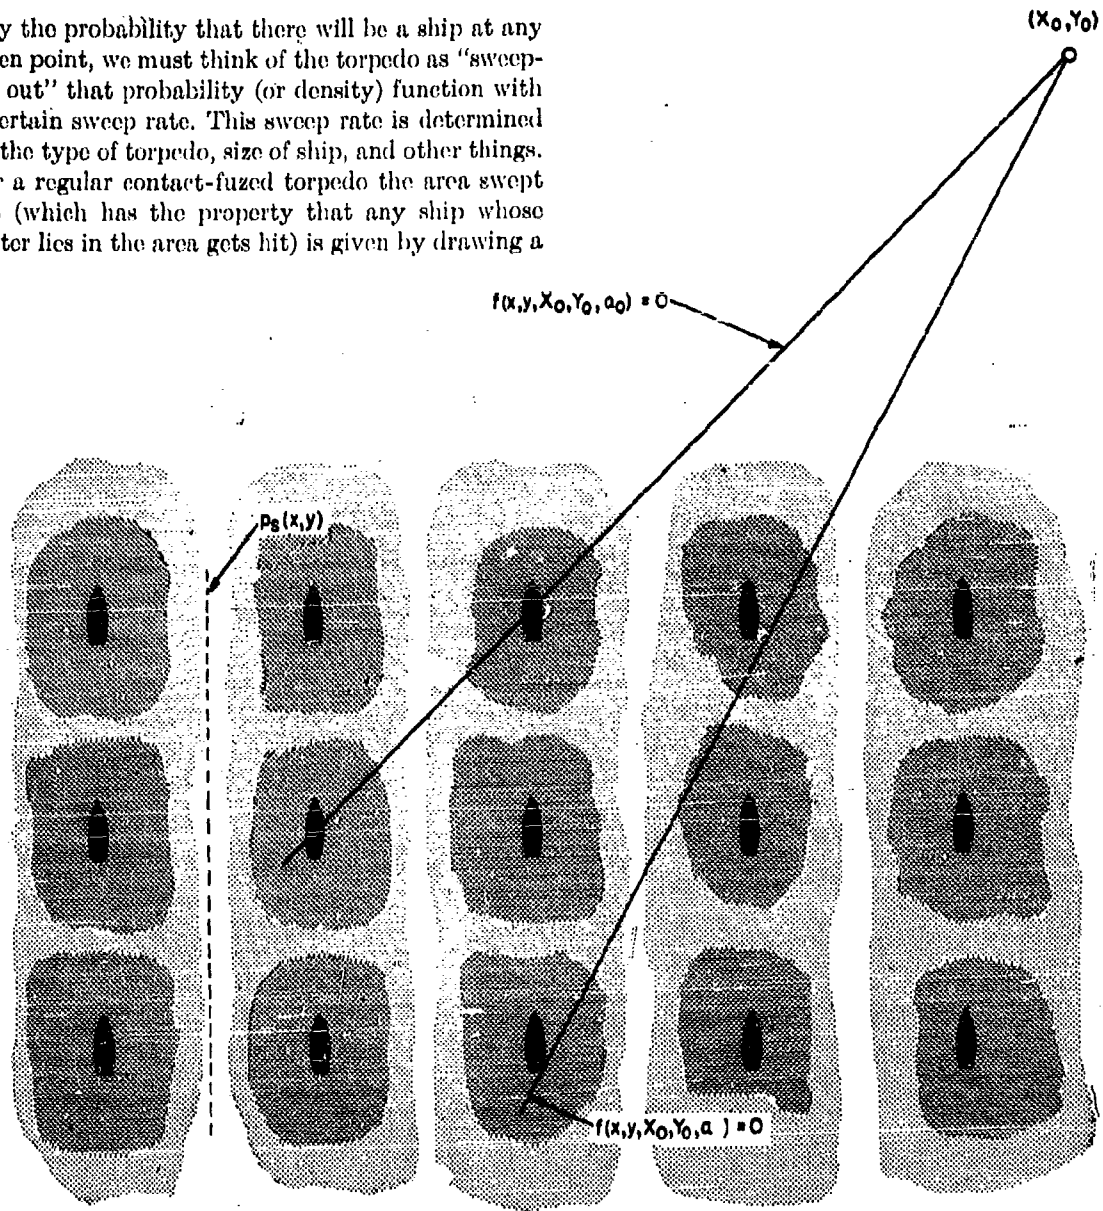 y the probability that there will be a ship at any
en point, we must think of the torpedo as "sweep-
out" that probability (or density) function with
ertain sweep rate. This sweep rate is determined
the type of torpedo, size of ship, and other things.
r a regular contact-fuzed torpedo the area swept
(which has the property that any ship whose
ter lies in the area gets hit) is given by drawing a
(X₀,Y₀)
f(x,y,X₀,Y₀,a₀) = 0
pₛ(x,y)
f(x,y,X₀,Y₀,a ) = 0